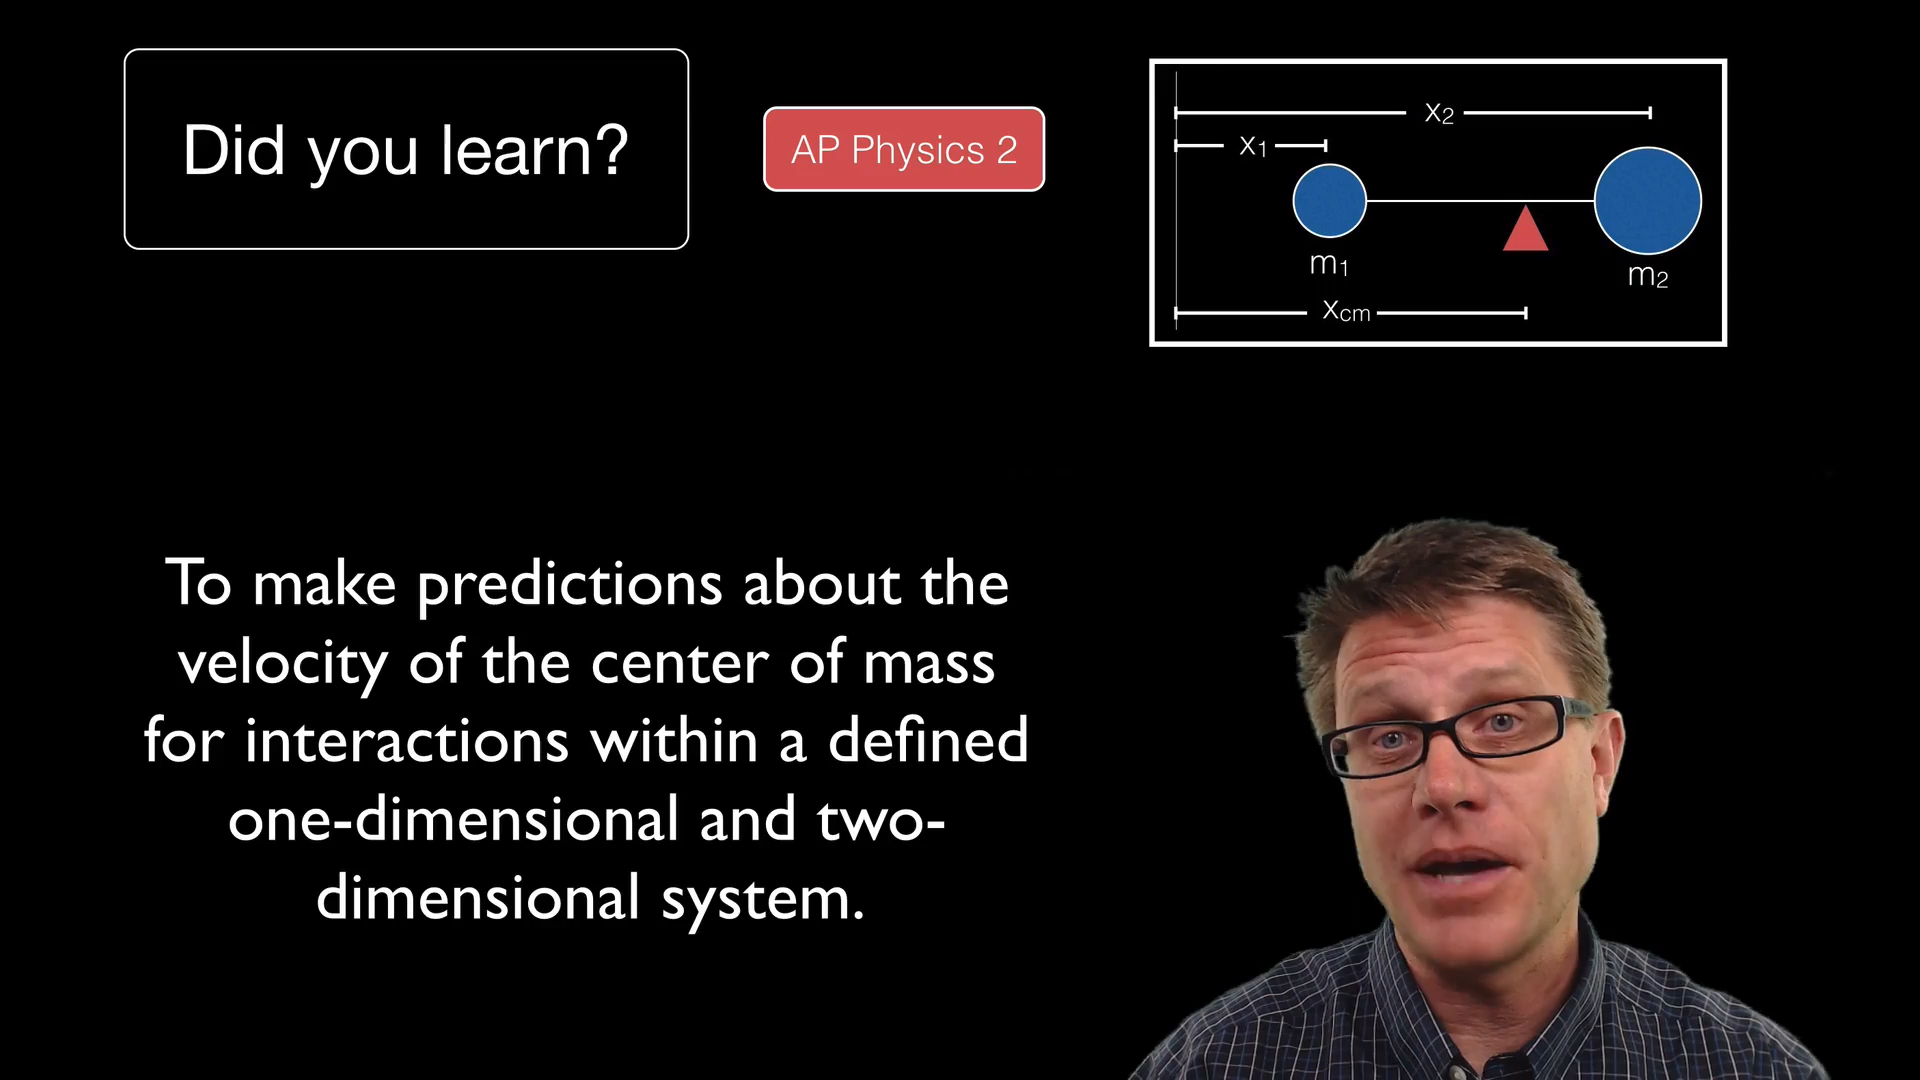 Did you learn?
AP Physics 2
x₂
x₁
m₁
m₂
xcm
To make predictions about the
velocity of the center of mass
for interactions within a defined
one-dimensional and two-
dimensional system.